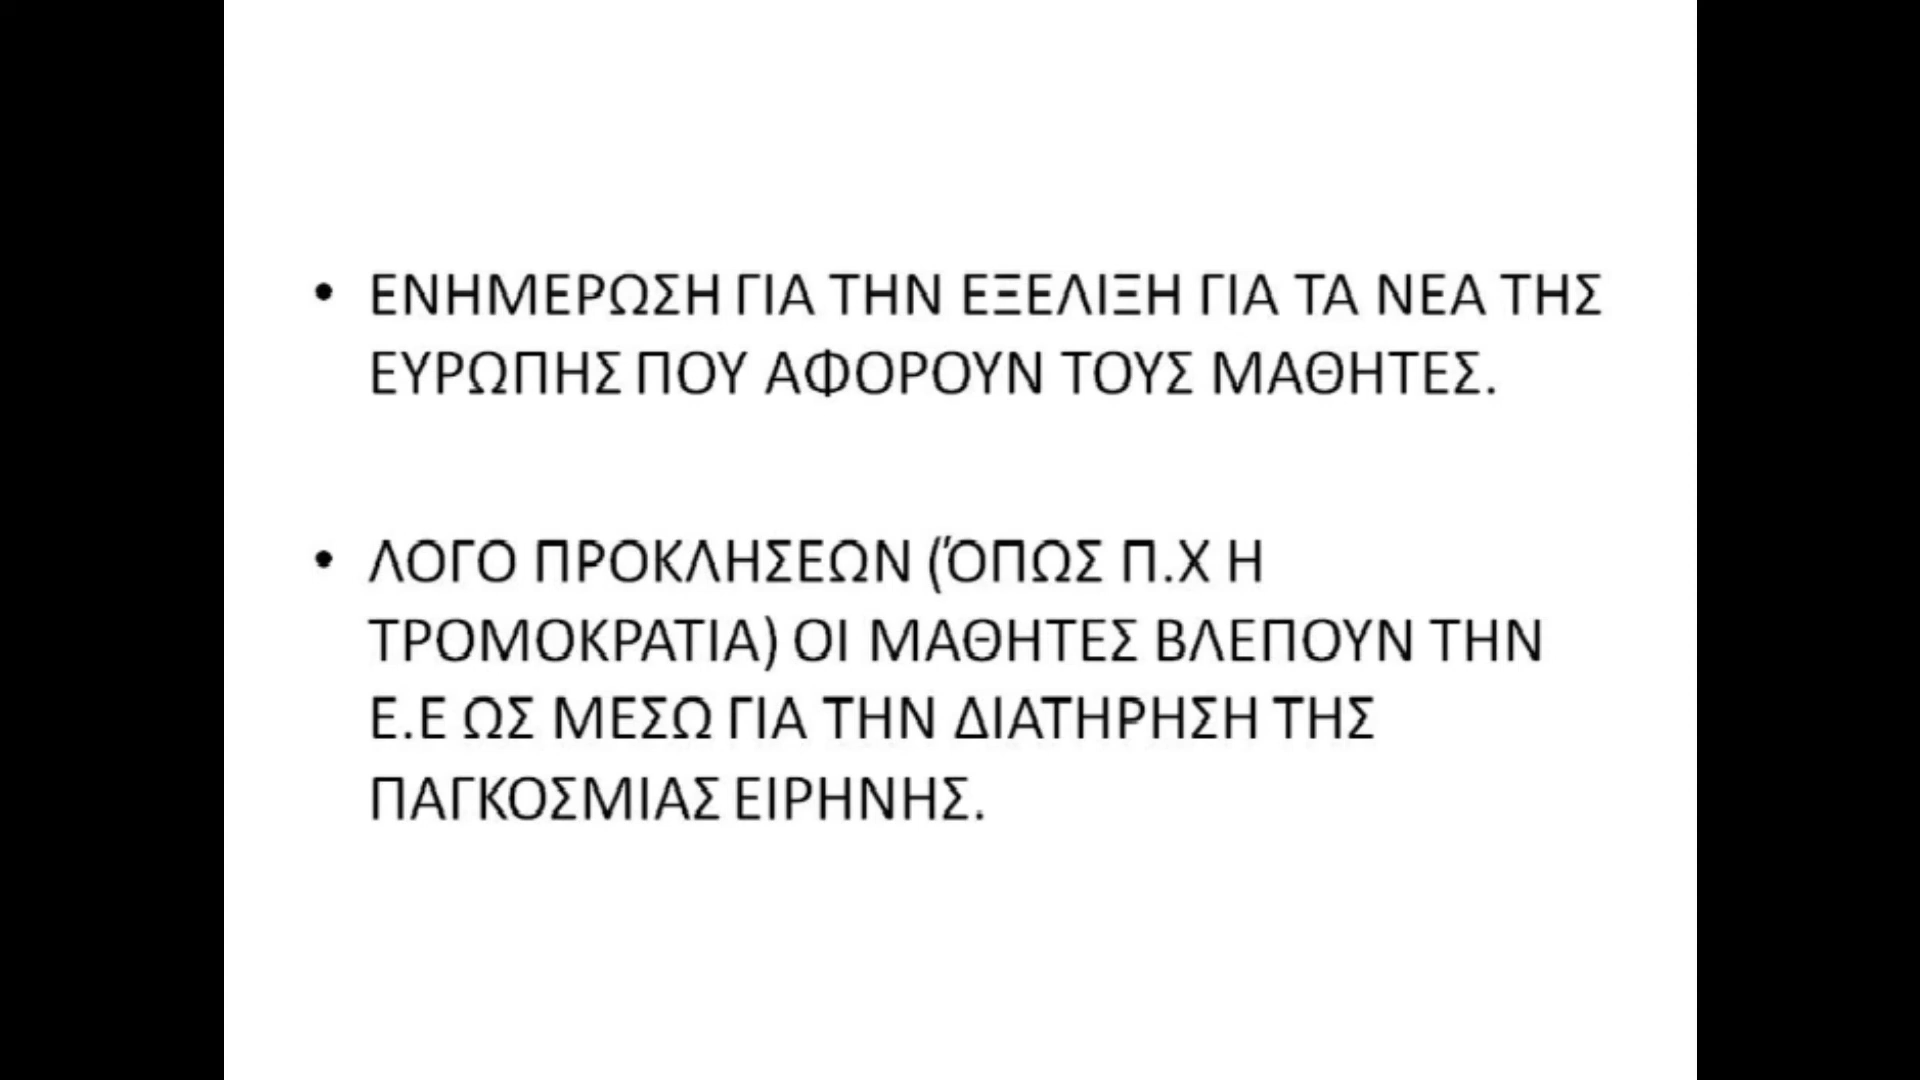 • ΕΝΗΜΕΡΩΣΗ ΓΙΑ ΤΗΝ ΕΞΕΛΙΞΗ ΓΙΑ ΤΑ ΝΕΑ ΤΗΣ
ΕΥΡΩΠΗΣ ΠΟΥ ΑΦΟΡΟΥΝ ΤΟΥΣ ΜΑΘΗΤΕΣ.
• ΛΟΓΟ ΠΡΟΚΛΗΣΕΩΝ (ΌΠΩΣ Π.Χ Η
ΤΡΟΜΟΚΡΑΤΙΑ) ΟΙ ΜΑΘΗΤΕΣ ΒΛΕΠΟΥΝ ΤΗΝ
Ε.Ε ΩΣ ΜΕΣΩ ΓΙΑ ΤΗΝ ΔΙΑΤΗΡΗΣΗ ΤΗΣ
ΠΑΓΚΟΣΜΙΑΣ ΕΙΡΗΝΗΣ.